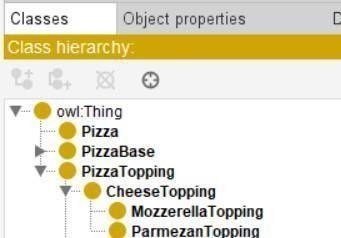 Classes Object properties D
Class hierarchy:
owl:Thing
Pizza
PizzaBase
PizzaTopping
CheeseTopping
MozzerellaTopping
ParmezanTopping